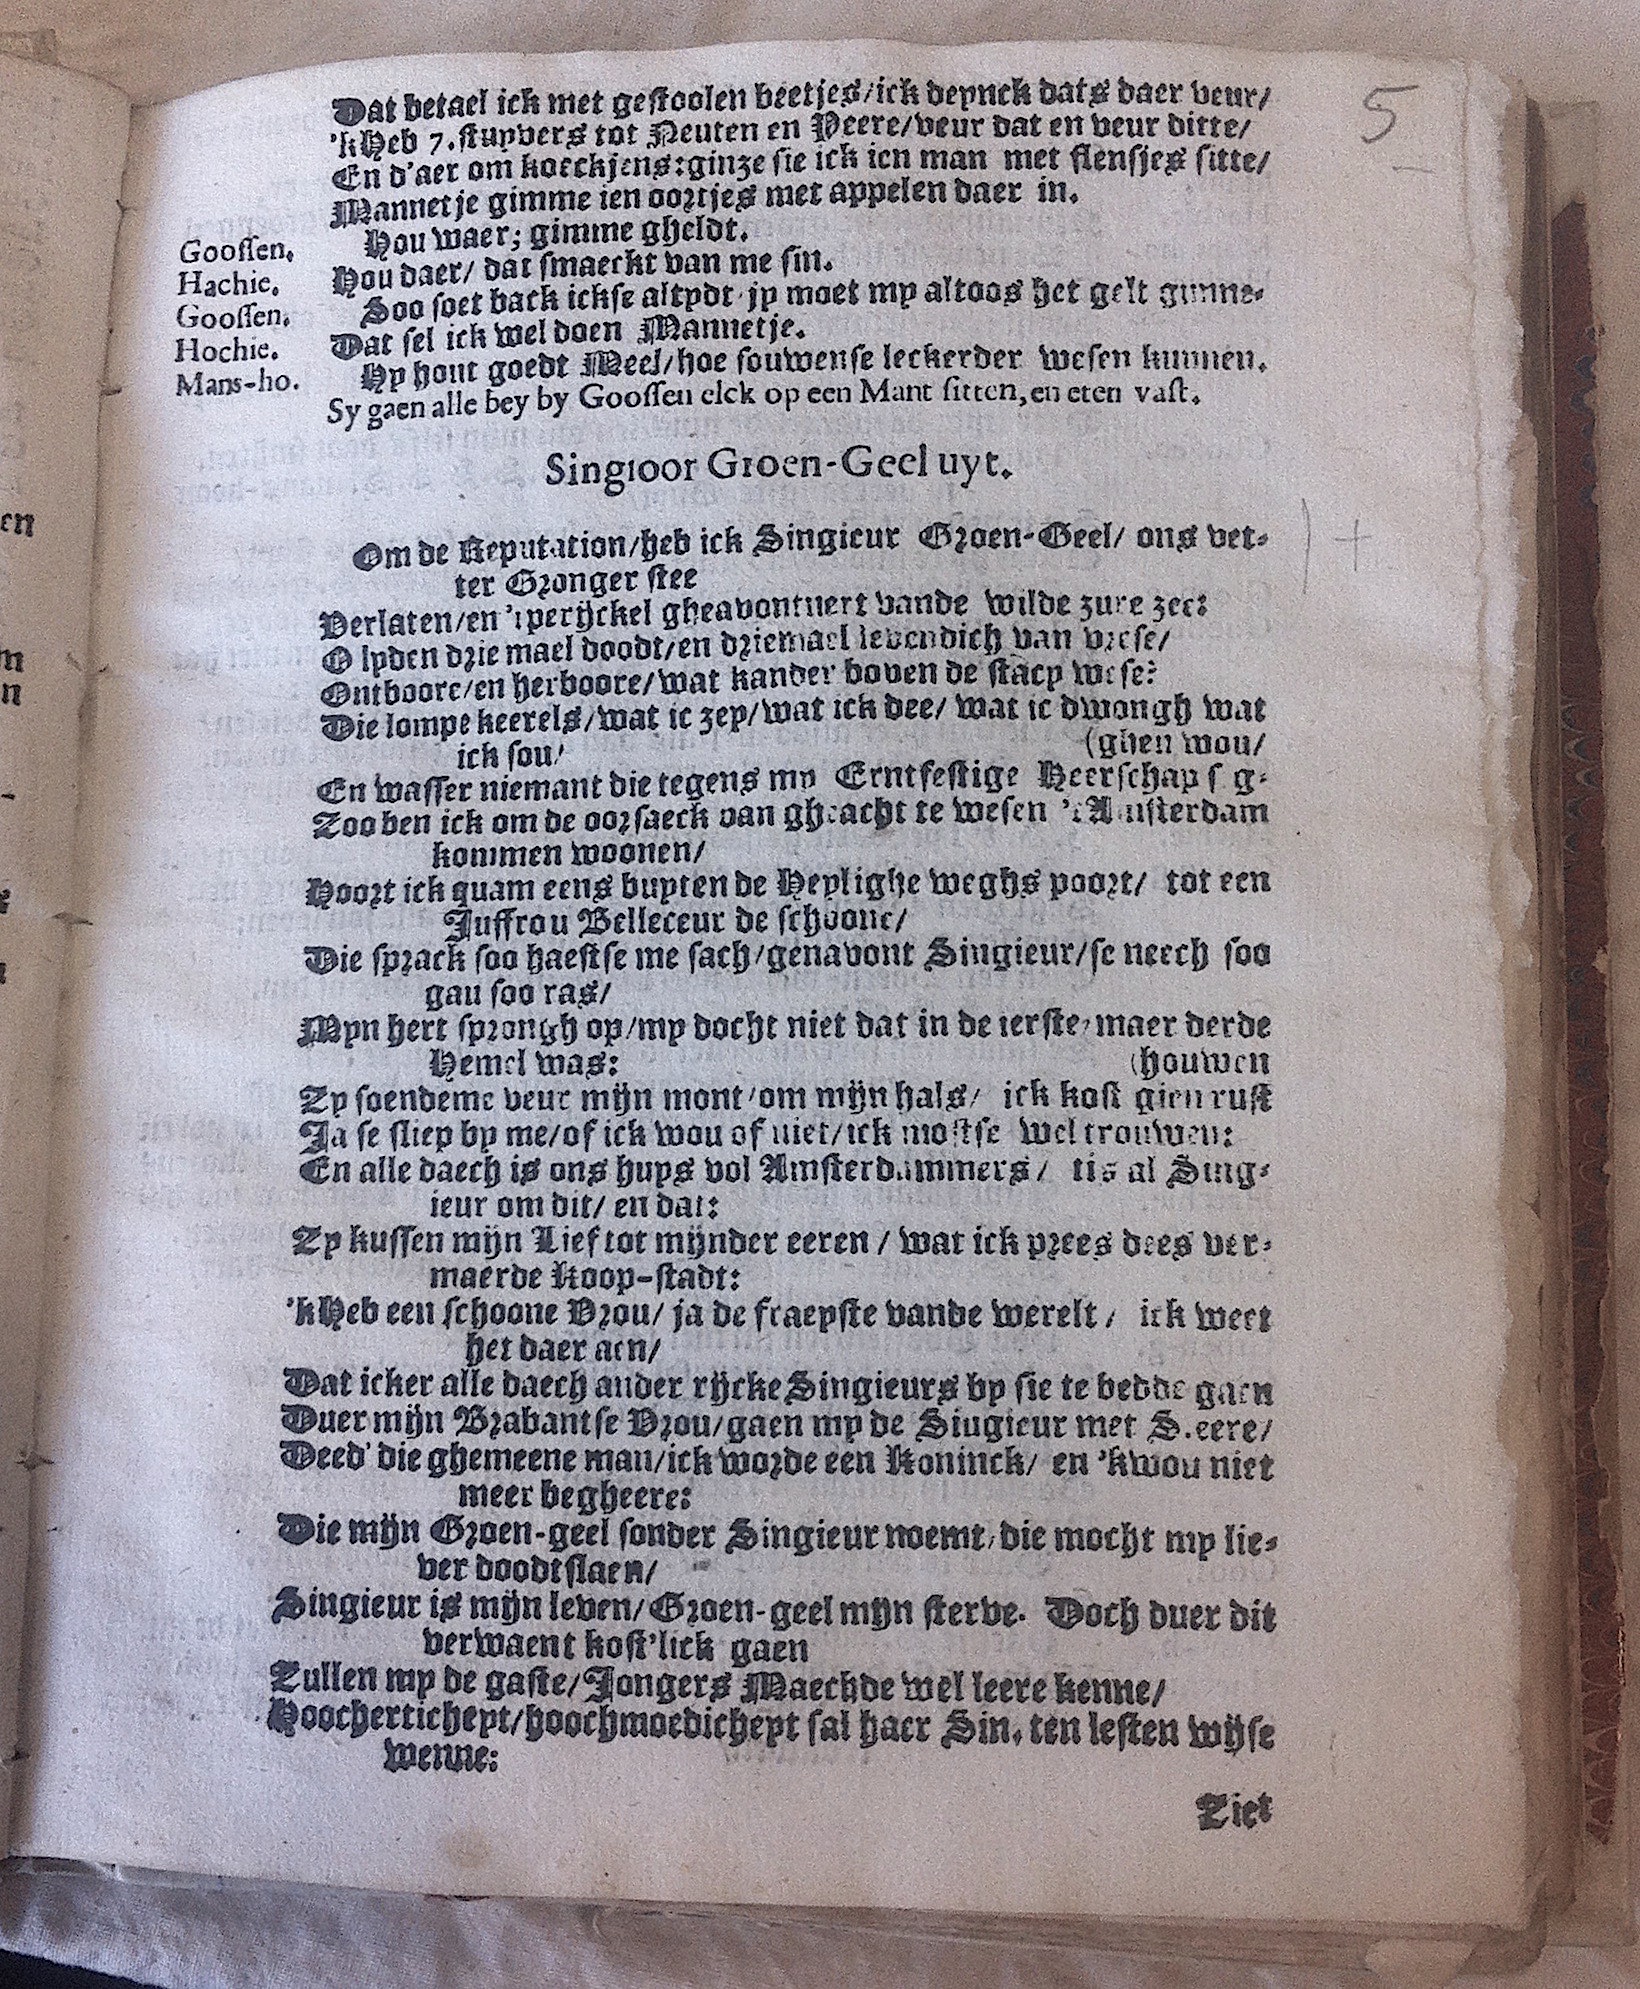 5
Dat betael ick met gestoolen beetjes/ick depnck dats daer veur/
'kHeb 7. stuyvers tot Neuten en Peere/veur dat en veur ditte/
En d'aer om koeckjens: ginze sie ick ien man met flensjes sitte/
Mannetje gimme ien oortjes met appelen daer in.
Goossen. Hou waer; gimme gheldt.
Hachie. Hou daer/ dat smaeckt van me sin.
Goossen. Soo soet back ickse altydt jy moet my altoos het gelt gunne.
Hochie. Dat sel ick wel doen Mannetje.
Mans-ho. Hy hout goedt Meel/hoe souwense leckerder wesen kunnen.
Sy gaen alle bey by Goossen elck op een Mant sitten, en eten vast.
Singioor Groen-Geel uyt.
Om de Reputation/heb ick Singieur Groen-Geel/ ons vet-
ter Gronger stee
Verlaten/en 't perijckel gheavontuert vande wilde zure zee:
O lyden drie mael doodt/en driemael levendich van vrese/
Ontboore/en herboore/wat kander boven de stacy wese?
Die lompe keerels/wat ic zey/wat ick dee/ wat ic dwongh wat
ick sou/ (ghen wou/
En wasser niemant die tegens my Erntfestige Heerschap s g-
Zoo ben ick om de oorsaeck van gheacht te wesen 't Amsterdam
kommen woonen/
Hoort ick quam eens buyten de Heylighe weghs poort/ tot een
Juffrou Belleceur de schoone/
Die sprack soo haestse me sach/genavont Singieur/se neech soo
gau soo ras/
Myn hert sprongh op/my docht niet dat in de ierste/maer derde
Hemel was: (houwen
Zy soendeme veur mijn mont/om mijn hals/ ick kost gien rust
Ja se sliep by me/of ick wou of niet/ick mostse wel trouwen:
En alle daech is ons huys vol Amsterdammers/ tis al Sing-
ieur om dit/ en dat:
Zy kussen mijn Lief tot mijnder eeren / wat ick prees dees ver-
maerde Koop-stadt:
'kHeb een schoone Vrou/ ja de fraeyste vande werelt / ick weet
het daer aen/
Dat icker alle daech ander rijcke Singieurs by sie te bedde gaen
Duer mijn Brabantse Vrou/gaen my de Singieur met S.eere/
Deed' die ghemeene man/ick worde een Koninck/ en 'kwou niet
meer begheere:
Die mijn Groen-geel sonder Singieur noemt/die mocht my lie-
ver doodtslaen/
Singieur is mijn leven/Groen-geel mijn sterve. Doch duer dit
verwaent kost'lick gaen
Zullen my de gaste/Jongers Maechde wel leere kenne/
Hoocherticheyt/hoochmoedicheyt sal haer Sin. ten lesten wijse
wenne:
Ziet